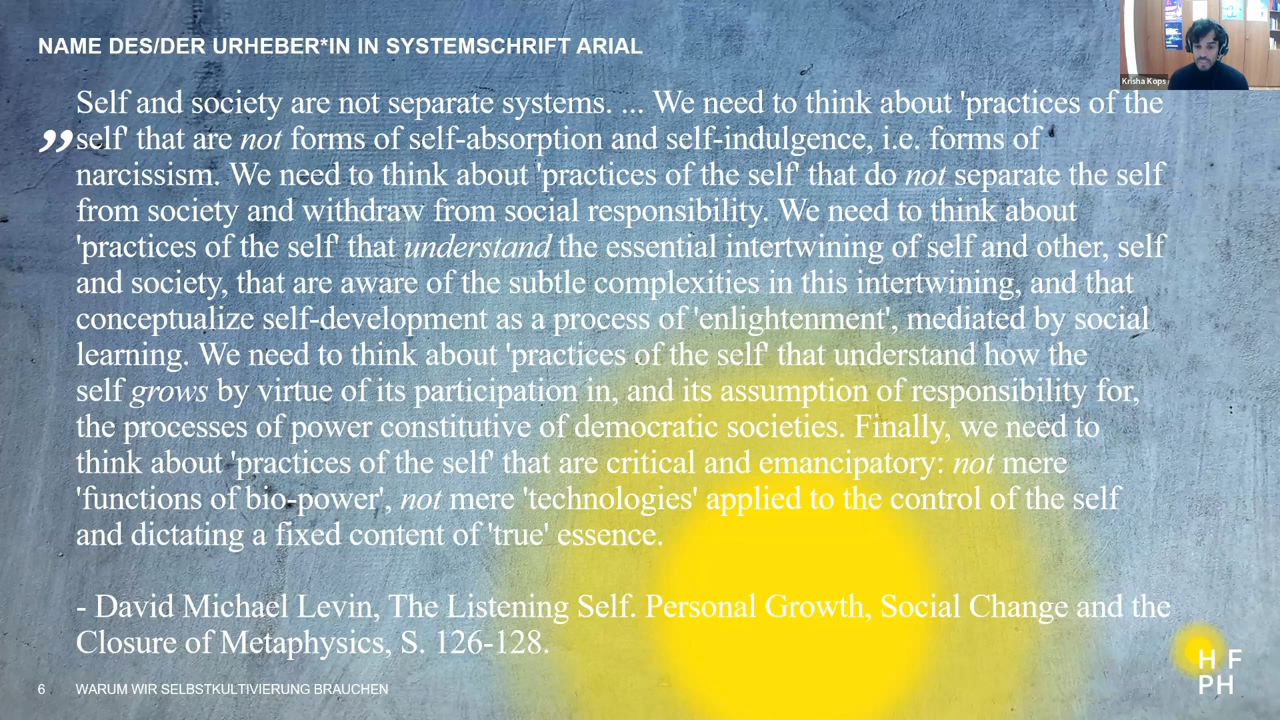 NAME DES/DER URHEBER*IN IN SYSTEMSCHRIFT ARIAL
Krisha Kops
„Self and society are not separate systems. ... We need to think about 'practices of the
self' that are not forms of self-absorption and self-indulgence, i.e. forms of
narcissism. We need to think about 'practices of the self' that do not separate the self
from society and withdraw from social responsibility. We need to think about
'practices of the self' that understand the essential intertwining of self and other, self
and society, that are aware of the subtle complexities in this intertwining, and that
conceptualize self-development as a process of 'enlightenment', mediated by social
learning. We need to think about 'practices of the self' that understand how the
self grows by virtue of its participation in, and its assumption of responsibility for,
the processes of power constitutive of democratic societies. Finally, we need to
think about 'practices of the self' that are critical and emancipatory: not mere
'functions of bio-power', not mere 'technologies' applied to the control of the self
and dictating a fixed content of 'true' essence.
- David Michael Levin, The Listening Self. Personal Growth, Social Change and the
Closure of Metaphysics, S. 126-128.
6 WARUM WIR SELBSTKULTIVIERUNG BRAUCHEN
H F
PH